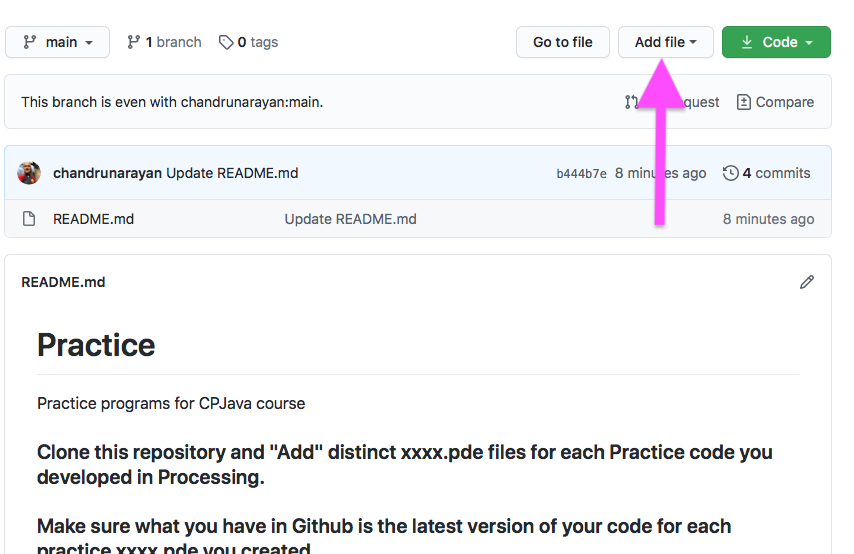 main 1 branch 0 tags Go to file Add file Code
This branch is even with chandrunarayan:main. quest Compare
chandrunarayan Update README.md b444b7e 8 minutes ago 4 commits
README.md Update README.md 8 minutes ago
README.md
Practice
Practice programs for CPJava course
Clone this repository and "Add" distinct xxxx.pde files for each Practice code you
developed in Processing.
Make sure what you have in Github is the latest version of your code for each
practice xxxx.pde you created.